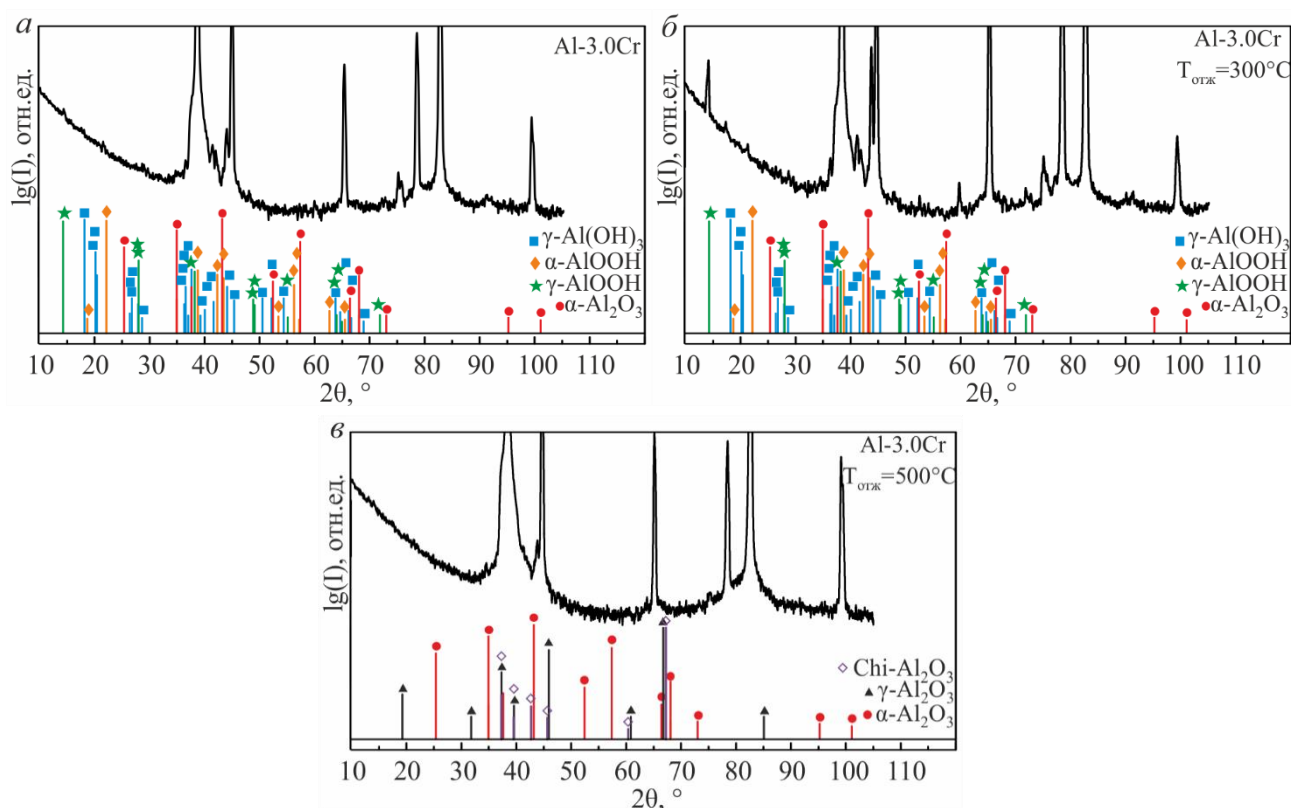 а
Al-3.0Cr
lg(I), отн.ед.
γ-Al(OH)₃
α-AlOOH
γ-AlOOH
α-Al₂O₃
10 20 30 40 50 60 70 80 90 100
2θ, °
б
Al-3.0Cr
Tотж=300°C
lg(I), отн.ед.
γ-Al(OH)₃
α-AlOOH
γ-AlOOH
α-Al₂O₃
10 20 30 40 50 60 70 80 90 100 110
2θ, °
в
Al-3.0Cr
Tотж=500°C
lg(I), отн.ед.
Chi-Al₂O₃
γ-Al₂O₃
α-Al₂O₃
10 20 30 40 50 60 70 80 90 100 110
2θ, °